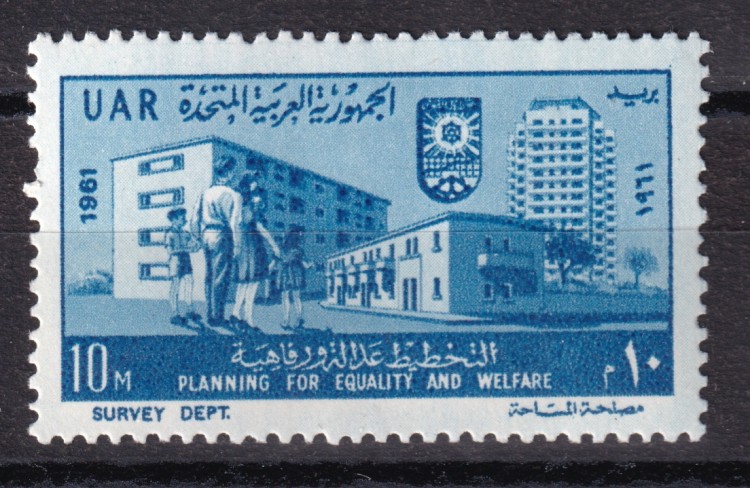 UAR الجمهورية العربية المتحدة بريد
1961 ١٩٦١
التخطيط عدالة ورفاهية
10 M PLANNING FOR EQUALITY AND WELFARE ١٠ م
SURVEY DEPT. مصلحة المساحة